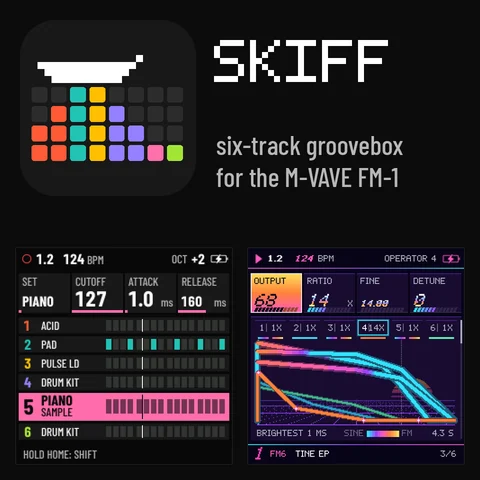 SKIFF
six-track groovebox
for the M-VAVE FM-1
1.2 124 BPM OCT +2
SET CUTOFF ATTACK RELEASE
PIANO 127 1.0 ms 160 ms
1 ACID
2 PAD
3 PULSE LD
4 DRUM KIT
5 PIANO
SAMPLE
6 DRUM KIT
HOLD HOME: SHIFT
1.2 124 BPM OPERATOR 4
OUTPUT RATIO FINE DETUNE
68 14 X 14.00 0
1 1X 2 1X 3 1X 4 14X 5 1X 6 1X
BRIGHTEST 1 MS SINE FM 4.3 S
1 FM6 TINE EP 3/6